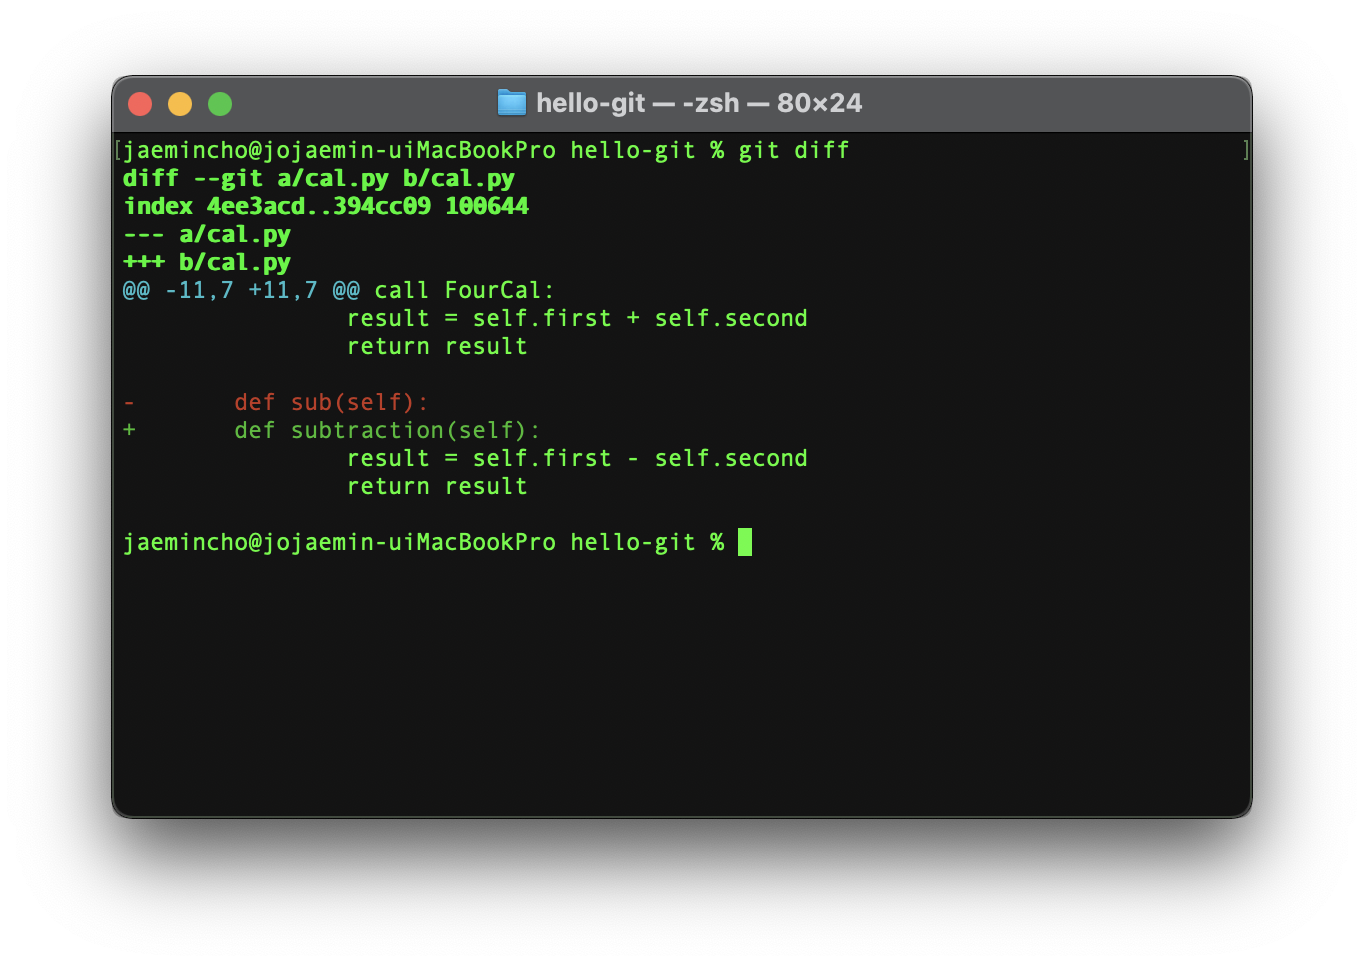 hello-git — -zsh — 80×24
[jaemincho@jojaemin-uiMacBookPro hello-git % git diff ]
diff --git a/cal.py b/cal.py
index 4ee3acd..394cc09 100644
--- a/cal.py
+++ b/cal.py
@@ -11,7 +11,7 @@ call FourCal:
                result = self.first + self.second
                return result

-       def sub(self):
+       def subtraction(self):
                result = self.first - self.second
                return result

jaemincho@jojaemin-uiMacBookPro hello-git %